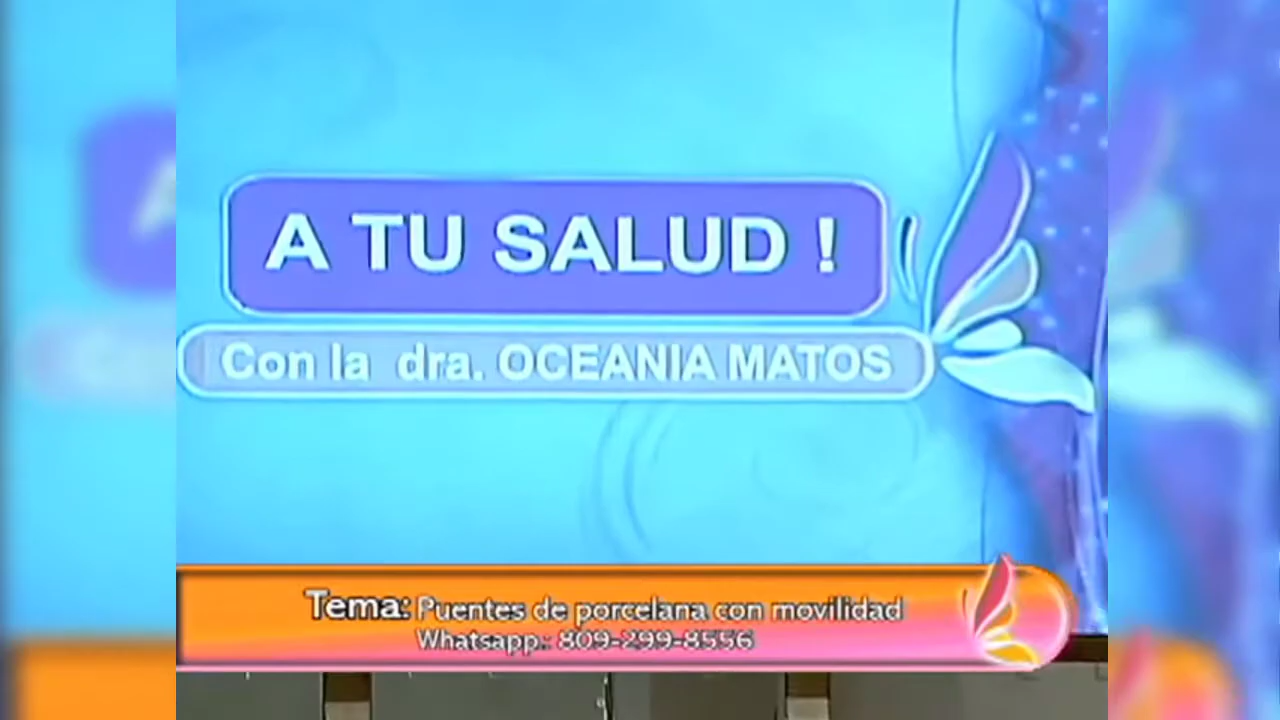 A TU SALUD !
Con la dra. OCEANIA MATOS
Tema: Puentes de porcelana con movilidad
Whatsapp.: 809-299-8556